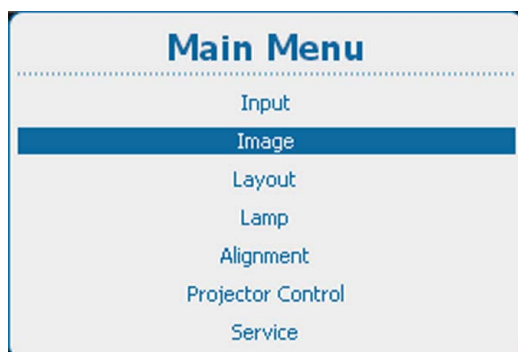 Main Menu
Input
Image
Layout
Lamp
Alignment
Projector Control
Service